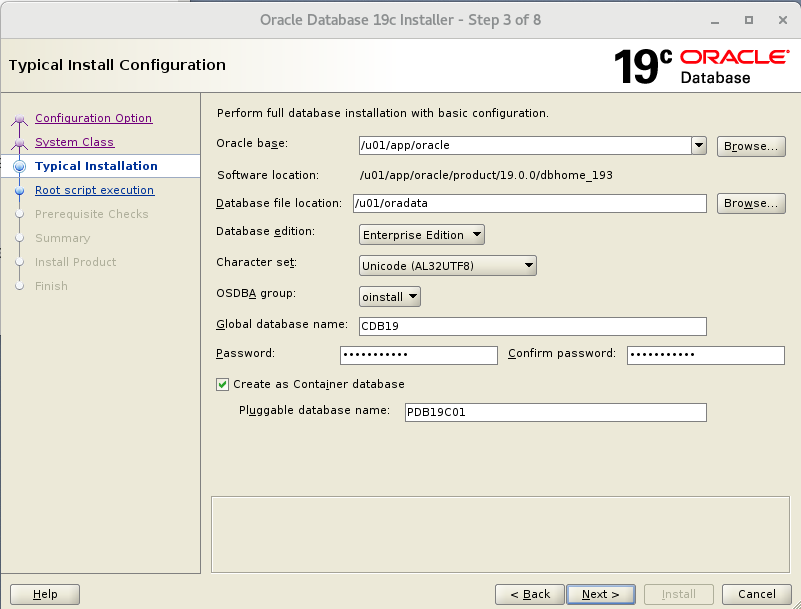 Oracle Database 19c Installer - Step 3 of 8
Typical Install Configuration
19c ORACLE
Database
Configuration Option
System Class
Typical Installation
Root script execution
Prerequisite Checks
Summary
Install Product
Finish
Perform full database installation with basic configuration.
Oracle base: /u01/app/oracle Browse...
Software location: /u01/app/oracle/product/19.0.0/dbhome_193
Database file location: /u01/oradata Browse...
Database edition: Enterprise Edition
Character set: Unicode (AL32UTF8)
OSDBA group: oinstall
Global database name: CDB19
Password: ••••••••••• Confirm password: •••••••••••
Create as Container database
Pluggable database name: PDB19C01
Help < Back Next > Install Cancel